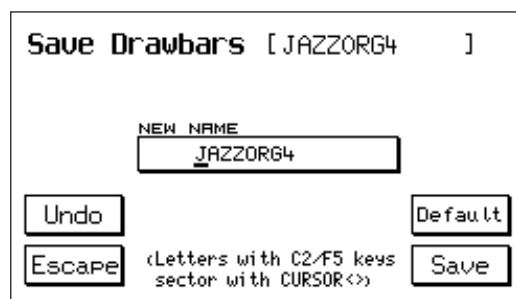 Save Drawbars [JAZZORG4 ]
NEW NAME
JAZZORG4
Undo
Default
Escape
(Letters with C2/F5 keys
sector with CURSOR<>)
Save